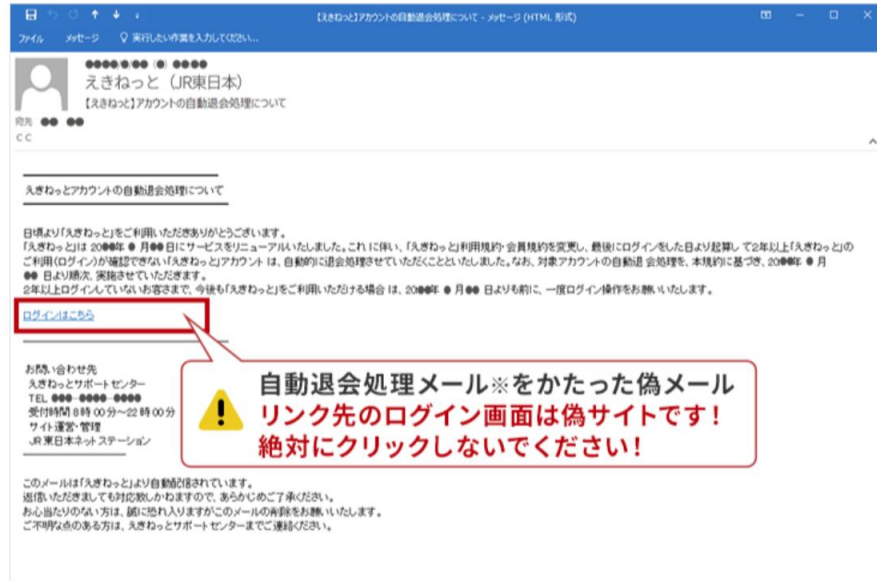 【えきねっと】アカウントの自動退会処理について - メッセージ (HTML 形式)
ファイル メッセージ 実行したい作業を入力してください...
●●●●/●/●● (●) ●●:●●
えきねっと（JR東日本）
【えきねっと】アカウントの自動退会処理について
宛先 ●● ●●
CC
えきねっとアカウントの自動退会処理について
日頃より「えきねっと」をご利用いただきありがとうございます。
「えきねっと」は 20●●年 ● 月●●日にサービスをリニューアルいたしました。これに伴い、「えきねっと」利用規約・会員規約を変更し、最後にログインをした日より起算して2年以上「えきねっと」の
ご利用(ログイン)が確認できない「えきねっと」アカウント は、自動的に退会処理させていただくことといたしました。なお、対象アカウントの自動退 会処理を、本規約に基づき、20●●年 ● 月
●● 日より順次、実施させていただきます。
2年以上ログインしていないお客さまで、今後も「えきねっと」をご利用いただける場合 は、20●●年 ● 月 ●● 日よりも前に、一度ログイン操作をお願いいたします。
ログインはこちら
自動退会処理メール※をかたった偽メール
リンク先のログイン画面は偽サイトです！
絶対にクリックしないでください！
お問い合わせ先
えきねっとサポートセンター
TEL ●●●-●●●●-●●●●
受付時間 8時 00分～22時 00分
サイト運営・管理
JR東日本ネットステーション
このメールは「えきねっと」より自動配信されています。
返信いただきましても対応致しかねますので、あらかじめご了承ください。
お心当たりのない方は、誠に恐れ入りますがこのメールの削除をお願いいたします。
ご不明な点のある方は、えきねっとサポートセンターまでご連絡ください。